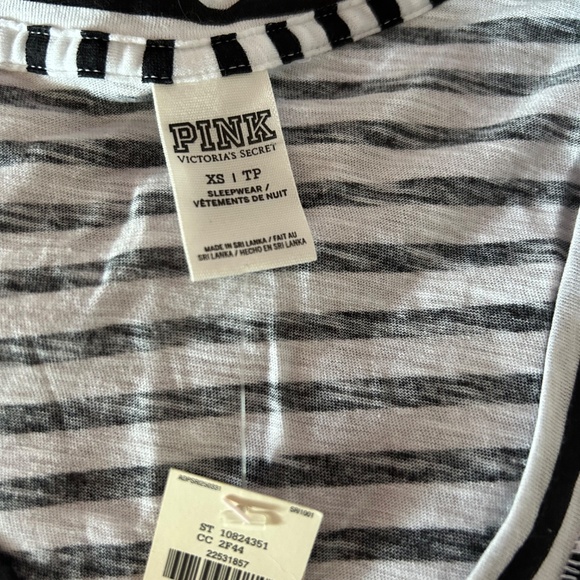 PINK
VICTORIA'S SECRET
XS | TP
SLEEPWEAR /
VÊTEMENTS DE NUIT
MADE IN SRI LANKA / FAIT AU
SRI LANKA / HECHO EN SRI LANKA
SRI1001
ST 10824351
CC 2F44
22531857